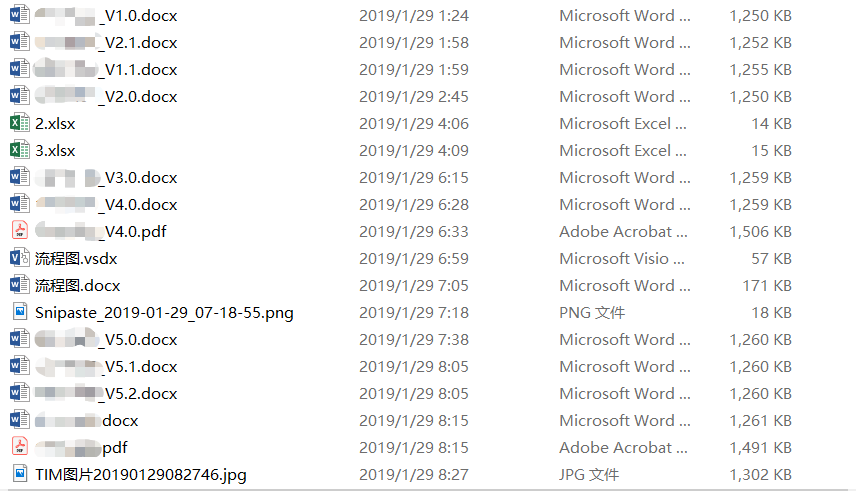 _V1.0.docx 2019/1/29 1:24 Microsoft Word ... 1,250 KB
_V2.1.docx 2019/1/29 1:58 Microsoft Word ... 1,252 KB
_V1.1.docx 2019/1/29 1:59 Microsoft Word ... 1,255 KB
_V2.0.docx 2019/1/29 2:45 Microsoft Word ... 1,250 KB
2.xlsx 2019/1/29 4:06 Microsoft Excel ... 14 KB
3.xlsx 2019/1/29 4:09 Microsoft Excel ... 15 KB
_V3.0.docx 2019/1/29 6:15 Microsoft Word ... 1,259 KB
_V4.0.docx 2019/1/29 6:28 Microsoft Word ... 1,259 KB
_V4.0.pdf 2019/1/29 6:33 Adobe Acrobat ... 1,506 KB
流程图.vsdx 2019/1/29 6:59 Microsoft Visio ... 57 KB
流程图.docx 2019/1/29 7:05 Microsoft Word ... 171 KB
Snipaste_2019-01-29_07-18-55.png 2019/1/29 7:18 PNG 文件 18 KB
_V5.0.docx 2019/1/29 7:38 Microsoft Word ... 1,260 KB
_V5.1.docx 2019/1/29 8:05 Microsoft Word ... 1,260 KB
_V5.2.docx 2019/1/29 8:05 Microsoft Word ... 1,260 KB
docx 2019/1/29 8:15 Microsoft Word ... 1,261 KB
pdf 2019/1/29 8:15 Adobe Acrobat ... 1,491 KB
TIM图片20190129082746.jpg 2019/1/29 8:27 JPG 文件 1,302 KB